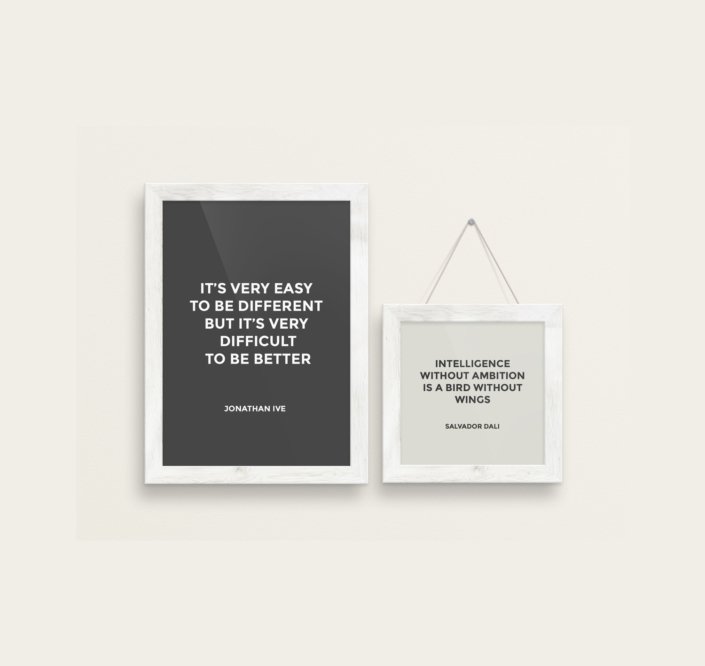 IT'S VERY EASY
TO BE DIFFERENT
BUT IT'S VERY
DIFFICULT
TO BE BETTER
JONATHAN IVE
INTELLIGENCE
WITHOUT AMBITION
IS A BIRD WITHOUT
WINGS
SALVADOR DALI